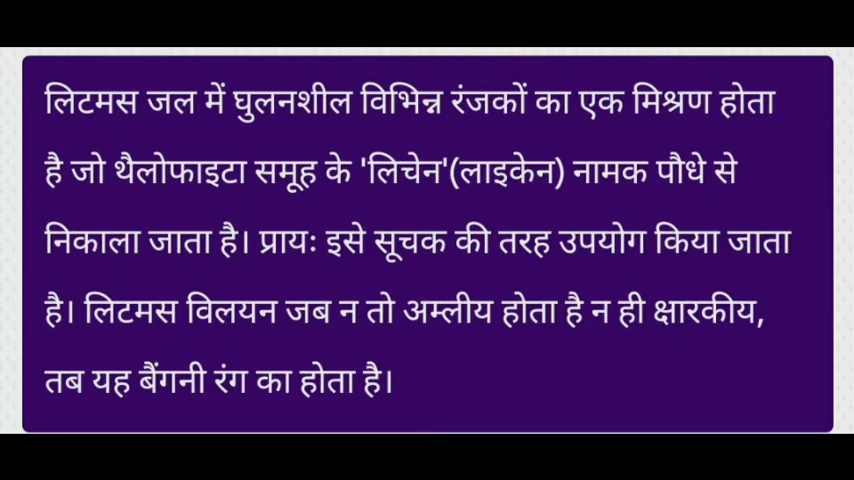 लिटमस जल में घुलनशील विभिन्न रंजकों का एक मिश्रण होता
है जो थैलोफाइटा समूह के 'लिचेन'(लाइकेन) नामक पौधे से
निकाला जाता है। प्रायः इसे सूचक की तरह उपयोग किया जाता
है। लिटमस विलयन जब न तो अम्लीय होता है न ही क्षारकीय,
तब यह बैंगनी रंग का होता है।